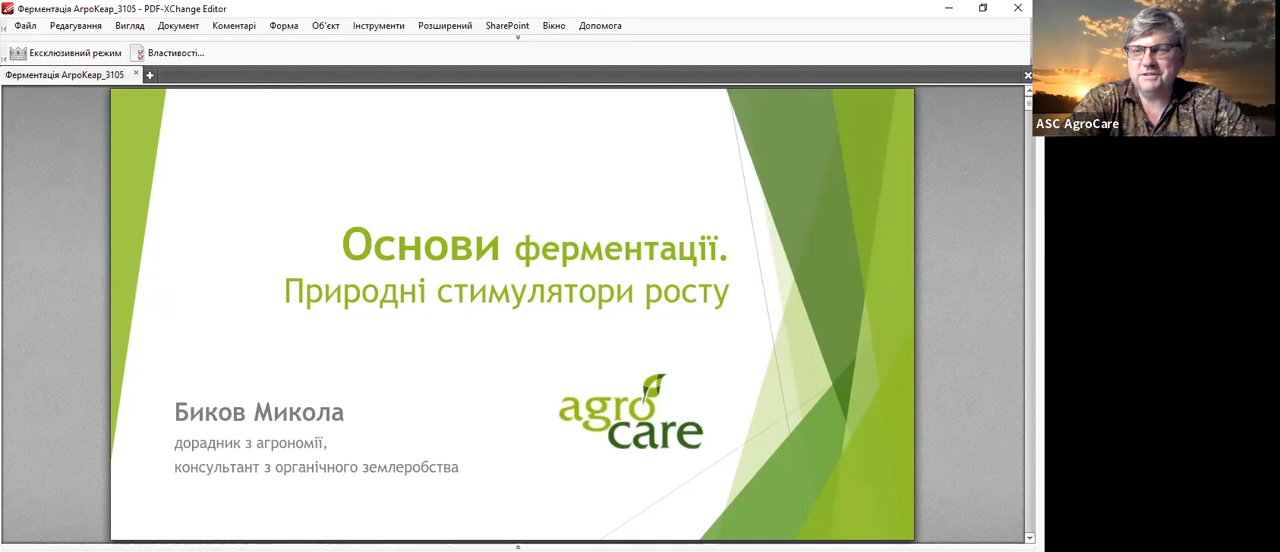 Ферментація АгроКеар_3105 - PDF-XChange Editor
Файл Редагування Вигляд Документ Коментарі Форма Об'єкт Інструменти Розширений SharePoint Вікно Допомога
Ексклюзивний режим Властивості...
Ферментація АгроКеар_3105
ASC AgroCare
Основи ферментації.
Природні стимулятори росту
agro
care
Биков Микола
дорадник з агрономії,
консультант з органічного землеробства